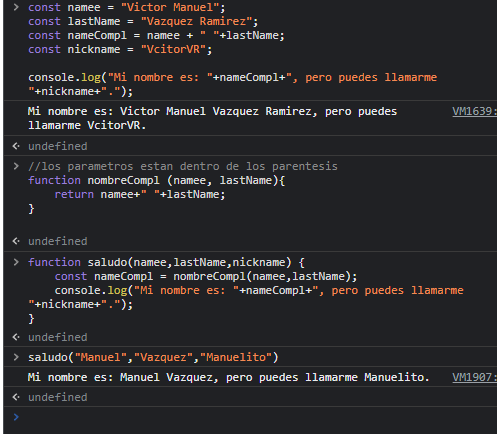 const namee = "Victor Manuel";
const lastName = "Vazquez Ramirez";
const nameCompl = namee + " "+lastName;
const nickname = "VcitorVR";
console.log("Mi nombre es: "+nameCompl+", pero puedes llamarme
"+nickname+".");
Mi nombre es: Victor Manuel Vazquez Ramirez, pero puedes VM1639:
llamarme VcitorVR.
undefined
//los parametros estan dentro de los parentesis
function nombreCompl (namee, lastName){
return namee+" "+lastName;
}
undefined
function saludo(namee,lastName,nickname) {
const nameCompl = nombreCompl(namee,lastName);
console.log("Mi nombre es: "+nameCompl+", pero puedes llamarme
"+nickname+".");
}
undefined
saludo("Manuel","Vazquez","Manuelito")
Mi nombre es: Manuel Vazquez, pero puedes llamarme Manuelito. VM1907:
undefined